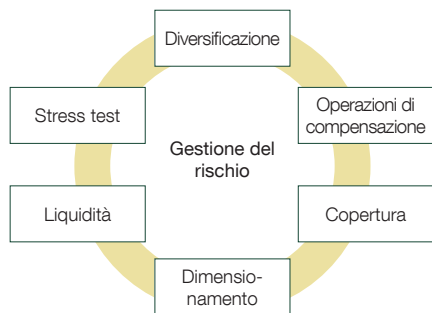 Diversificazione
Stress test
Operazioni di
compensazione
Gestione del
rischio
Liquidità
Copertura
Dimensio-
namento